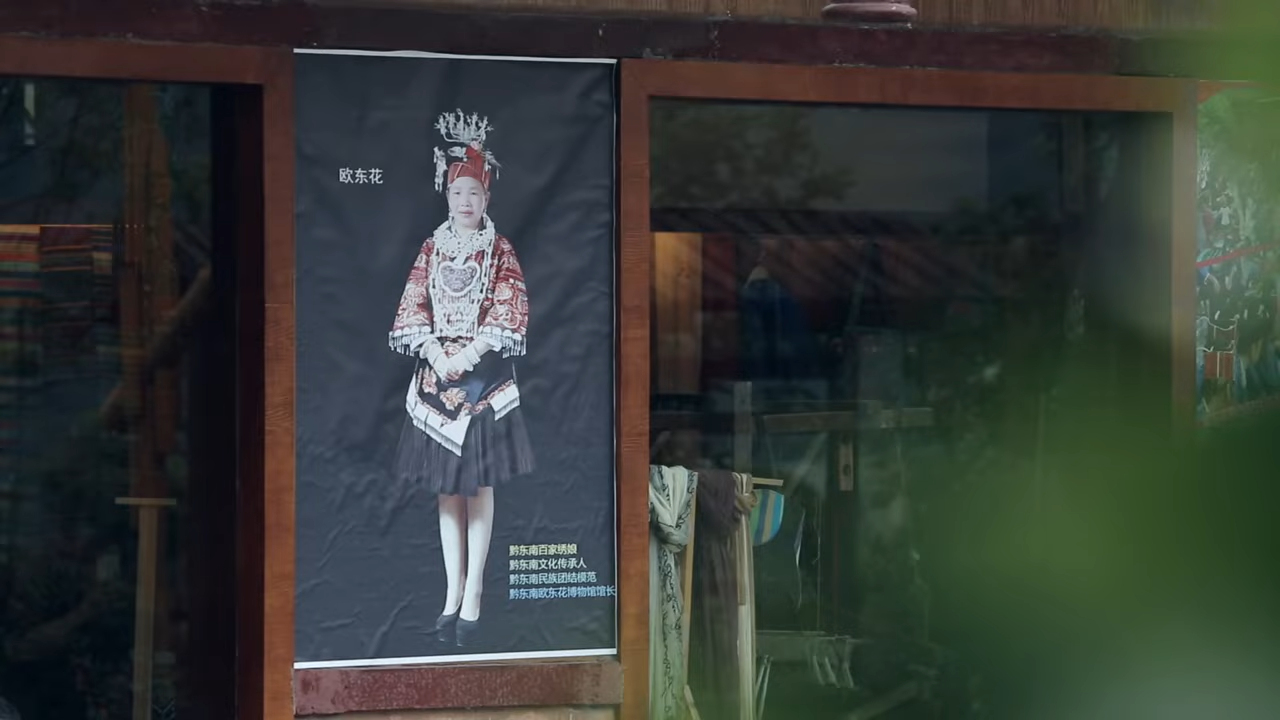 欧东花
黔东南百家绣娘
黔东南文化传承人
黔东南民族团结模范
黔东南欧东花博物馆馆长